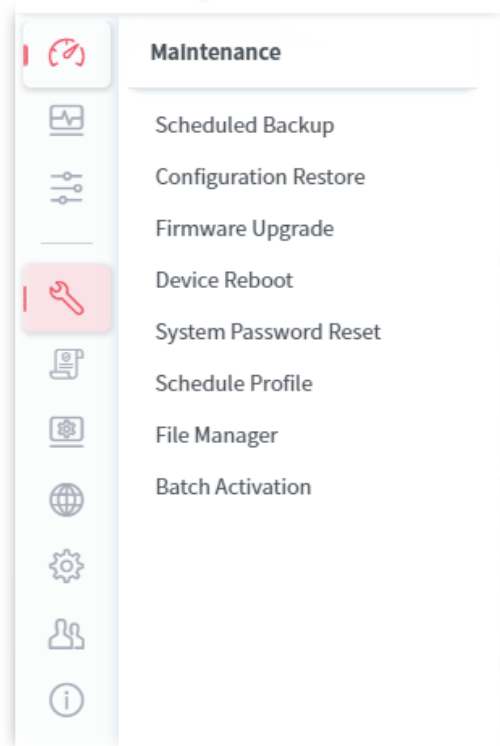 Maintenance
Scheduled Backup
Configuration Restore
Firmware Upgrade
Device Reboot
System Password Reset
Schedule Profile
File Manager
Batch Activation